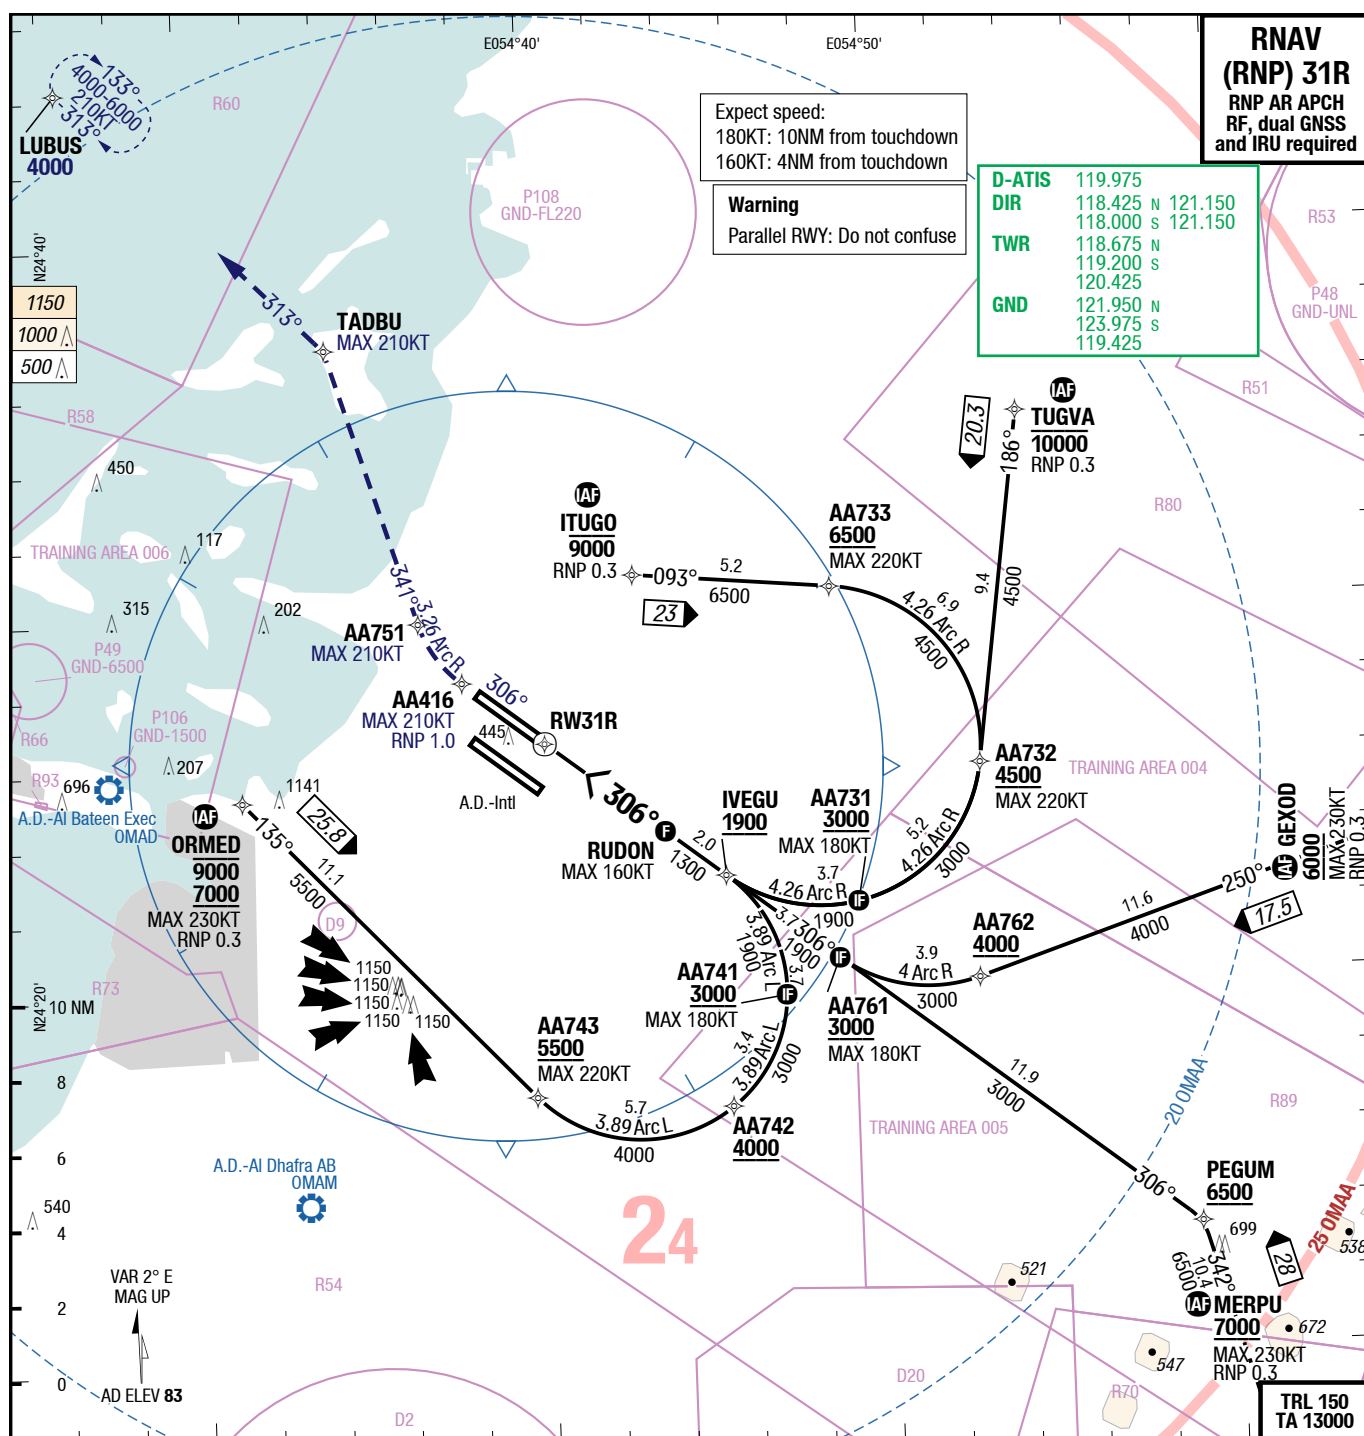 E054°40'
E054°50'
RNAV
(RNP) 31R
RNP AR APCH
RF, dual GNSS
and IRU required
133°
4000-6000
210KT
313°
LUBUS
4000
R60
Expect speed:
180KT: 10NM from touchdown
160KT: 4NM from touchdown
Warning
Parallel RWY: Do not confuse
P108
GND-FL220
D-ATIS 119.975
DIR 118.425 N 121.150
118.000 S 121.150
TWR 118.675 N
119.200 S
120.425
GND 121.950 N
123.975 S
119.425
R53
P48
GND-UNL
R51
N24°40'
1150
1000
500
313°
TADBU
MAX 210KT
R58
450
TRAINING AREA 006
117
315
202
P49
GND-6500
R66
P106
GND-1500
R93
D
696
207
1141
A.D.-Al Bateen Exec
OMAD
341°
3.26 Arc R
AA751
MAX 210KT
AA416
MAX 210KT
RNP 1.0
306°
445
RW31R
A.D.-Intl
IAF
ITUGO
9000
RNP 0.3
093°
5.2
6500
23
AA733
6500
MAX 220KT
6.9
4.26 Arc R
4500
IAF
TUGVA
10000
RNP 0.3
20.3
186°
9.4
4500
R80
AA732
4500
MAX 220KT
TRAINING AREA 004
5.2
4.26 Arc R
3000
AA731
3000
MAX 180KT
IF
3.7
4.26 Arc R
1900
IVEGU
1900
306°
F
RUDON
MAX 160KT
2.0
1300
3.7
306°
1900
3.7
3.89 Arc L
1900
IAF
GEXOD
6000
MAX 230KT
RNP 0.3
250°
17.5
11.6
4000
AA762
4000
3.9
4 Arc R
3000
IF
AA761
3000
MAX 180KT
AA741
3000
MAX 180KT
IF
3.4
3.89 Arc L
3000
AA742
4000
AA743
5500
MAX 220KT
5.7
3.89 Arc L
4000
IAF
ORMED
9000
7000
MAX 230KT
RNP 0.3
135°
25.8
11.1
5500
D9
1150
1150
1150
1150
1150
R73
N24°20'
10 NM
8
6
4
2
0
11.9
3000
306°
TRAINING AREA 005
20 OMAA
R89
PEGUM
6500
699
342°
10.4
6500
28
25 OMAA
538
IAF
MERPU
7000
MAX 230KT
RNP 0.3
672
521
547
R70
D20
A.D.-Al Dhafra AB
OMAM
540
24
R54
VAR 2° E
MAG UP
AD ELEV 83
D2
TRL 150
TA 13000